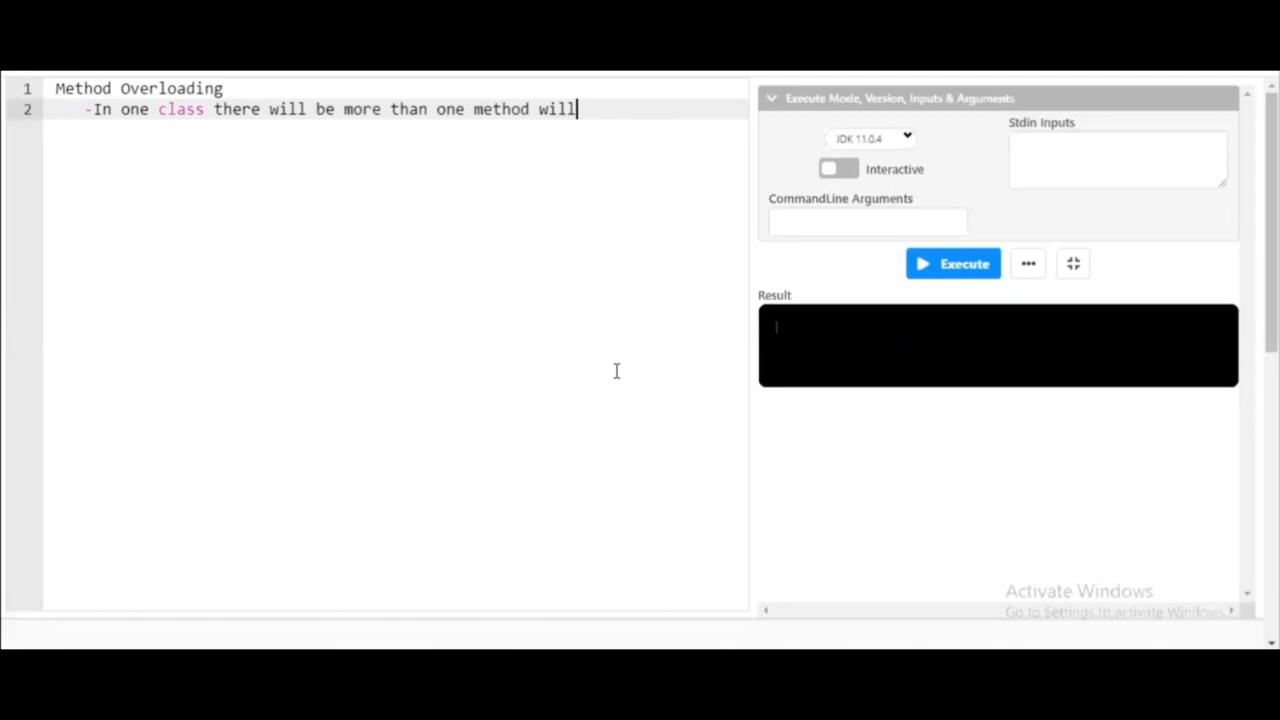 1 Method Overloading
2 -In one class there will be more than one method will
Execute Mode, Version, Inputs & Arguments
JDK 11.0.4
Interactive
Stdin Inputs
CommandLine Arguments
Execute
Result
Activate Windows
Go to Settings to activate Windows.